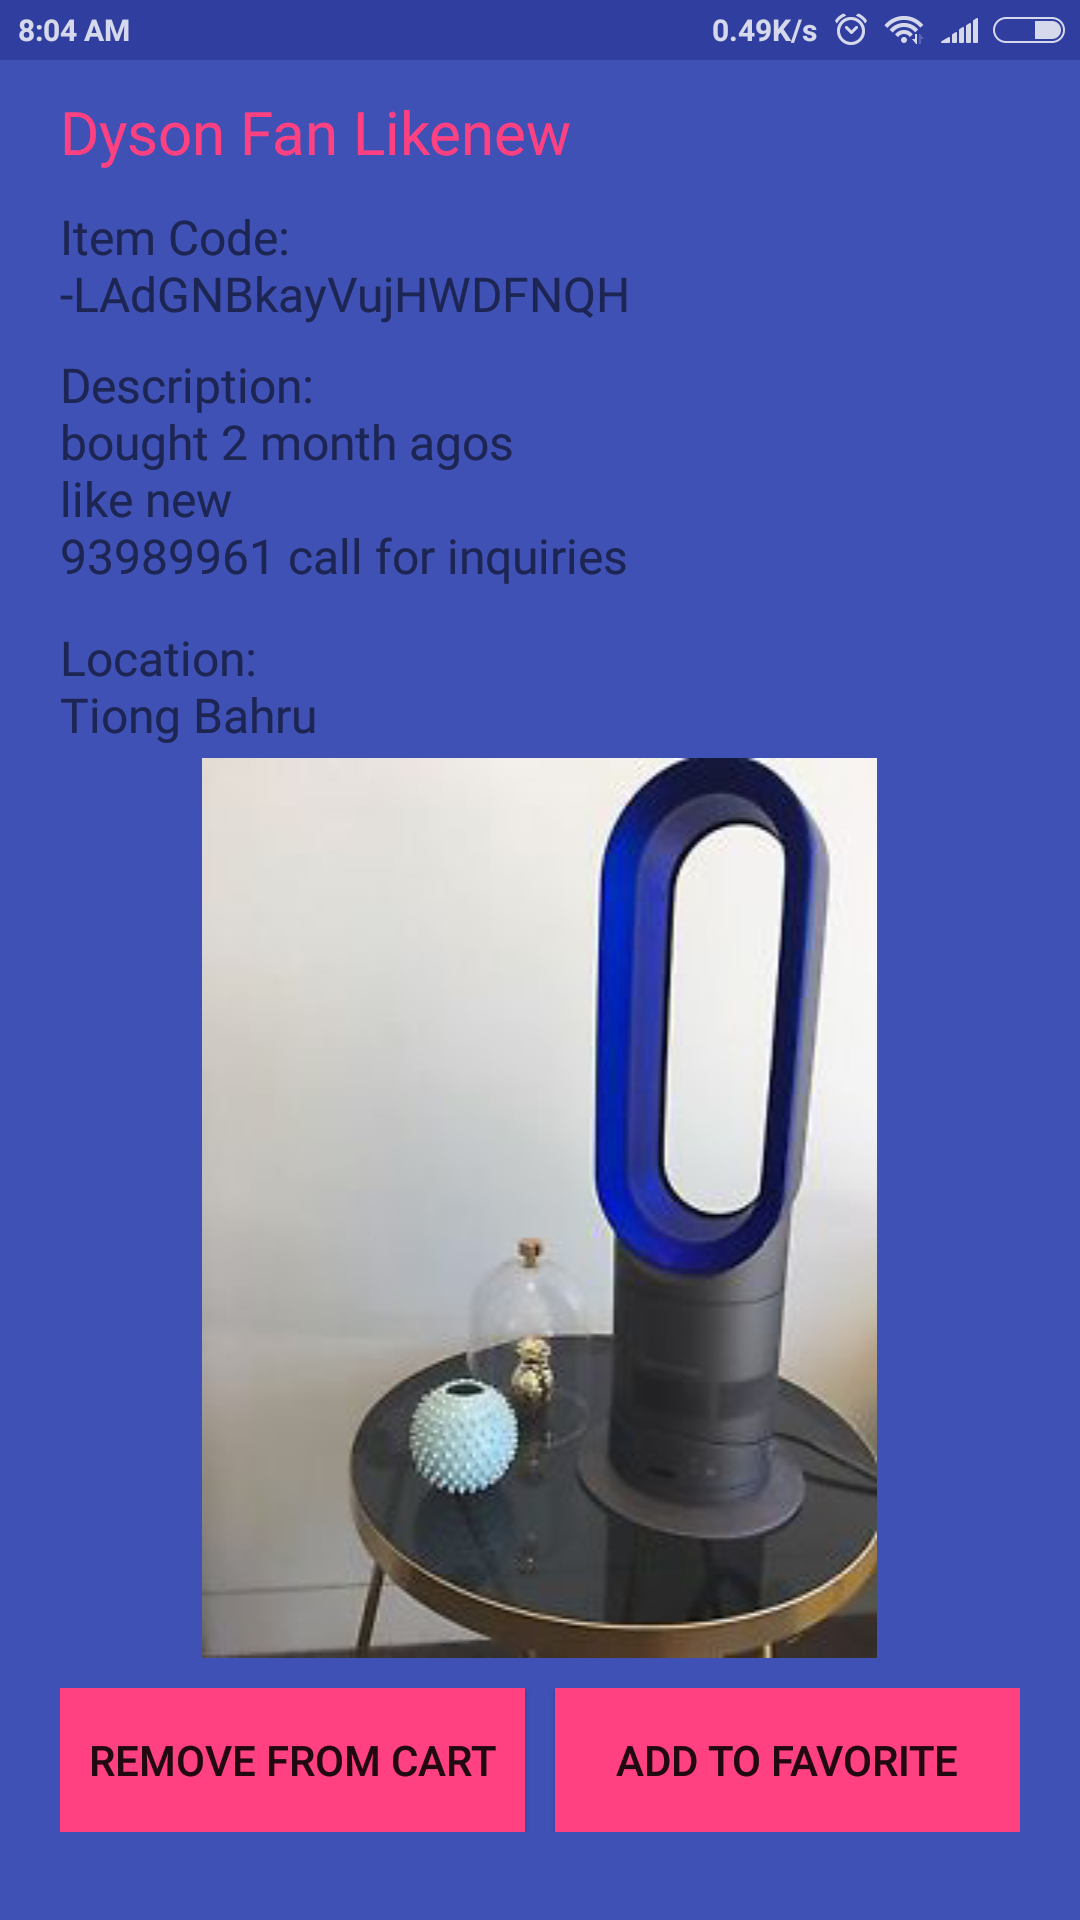 8:04 AM 0.49K/s
Dyson Fan Likenew
Item Code:
-LAdGNBkayVujHWDFNQH
Description:
bought 2 month agos
like new
93989961 call for inquiries
Location:
Tiong Bahru
REMOVE FROM CART ADD TO FAVORITE